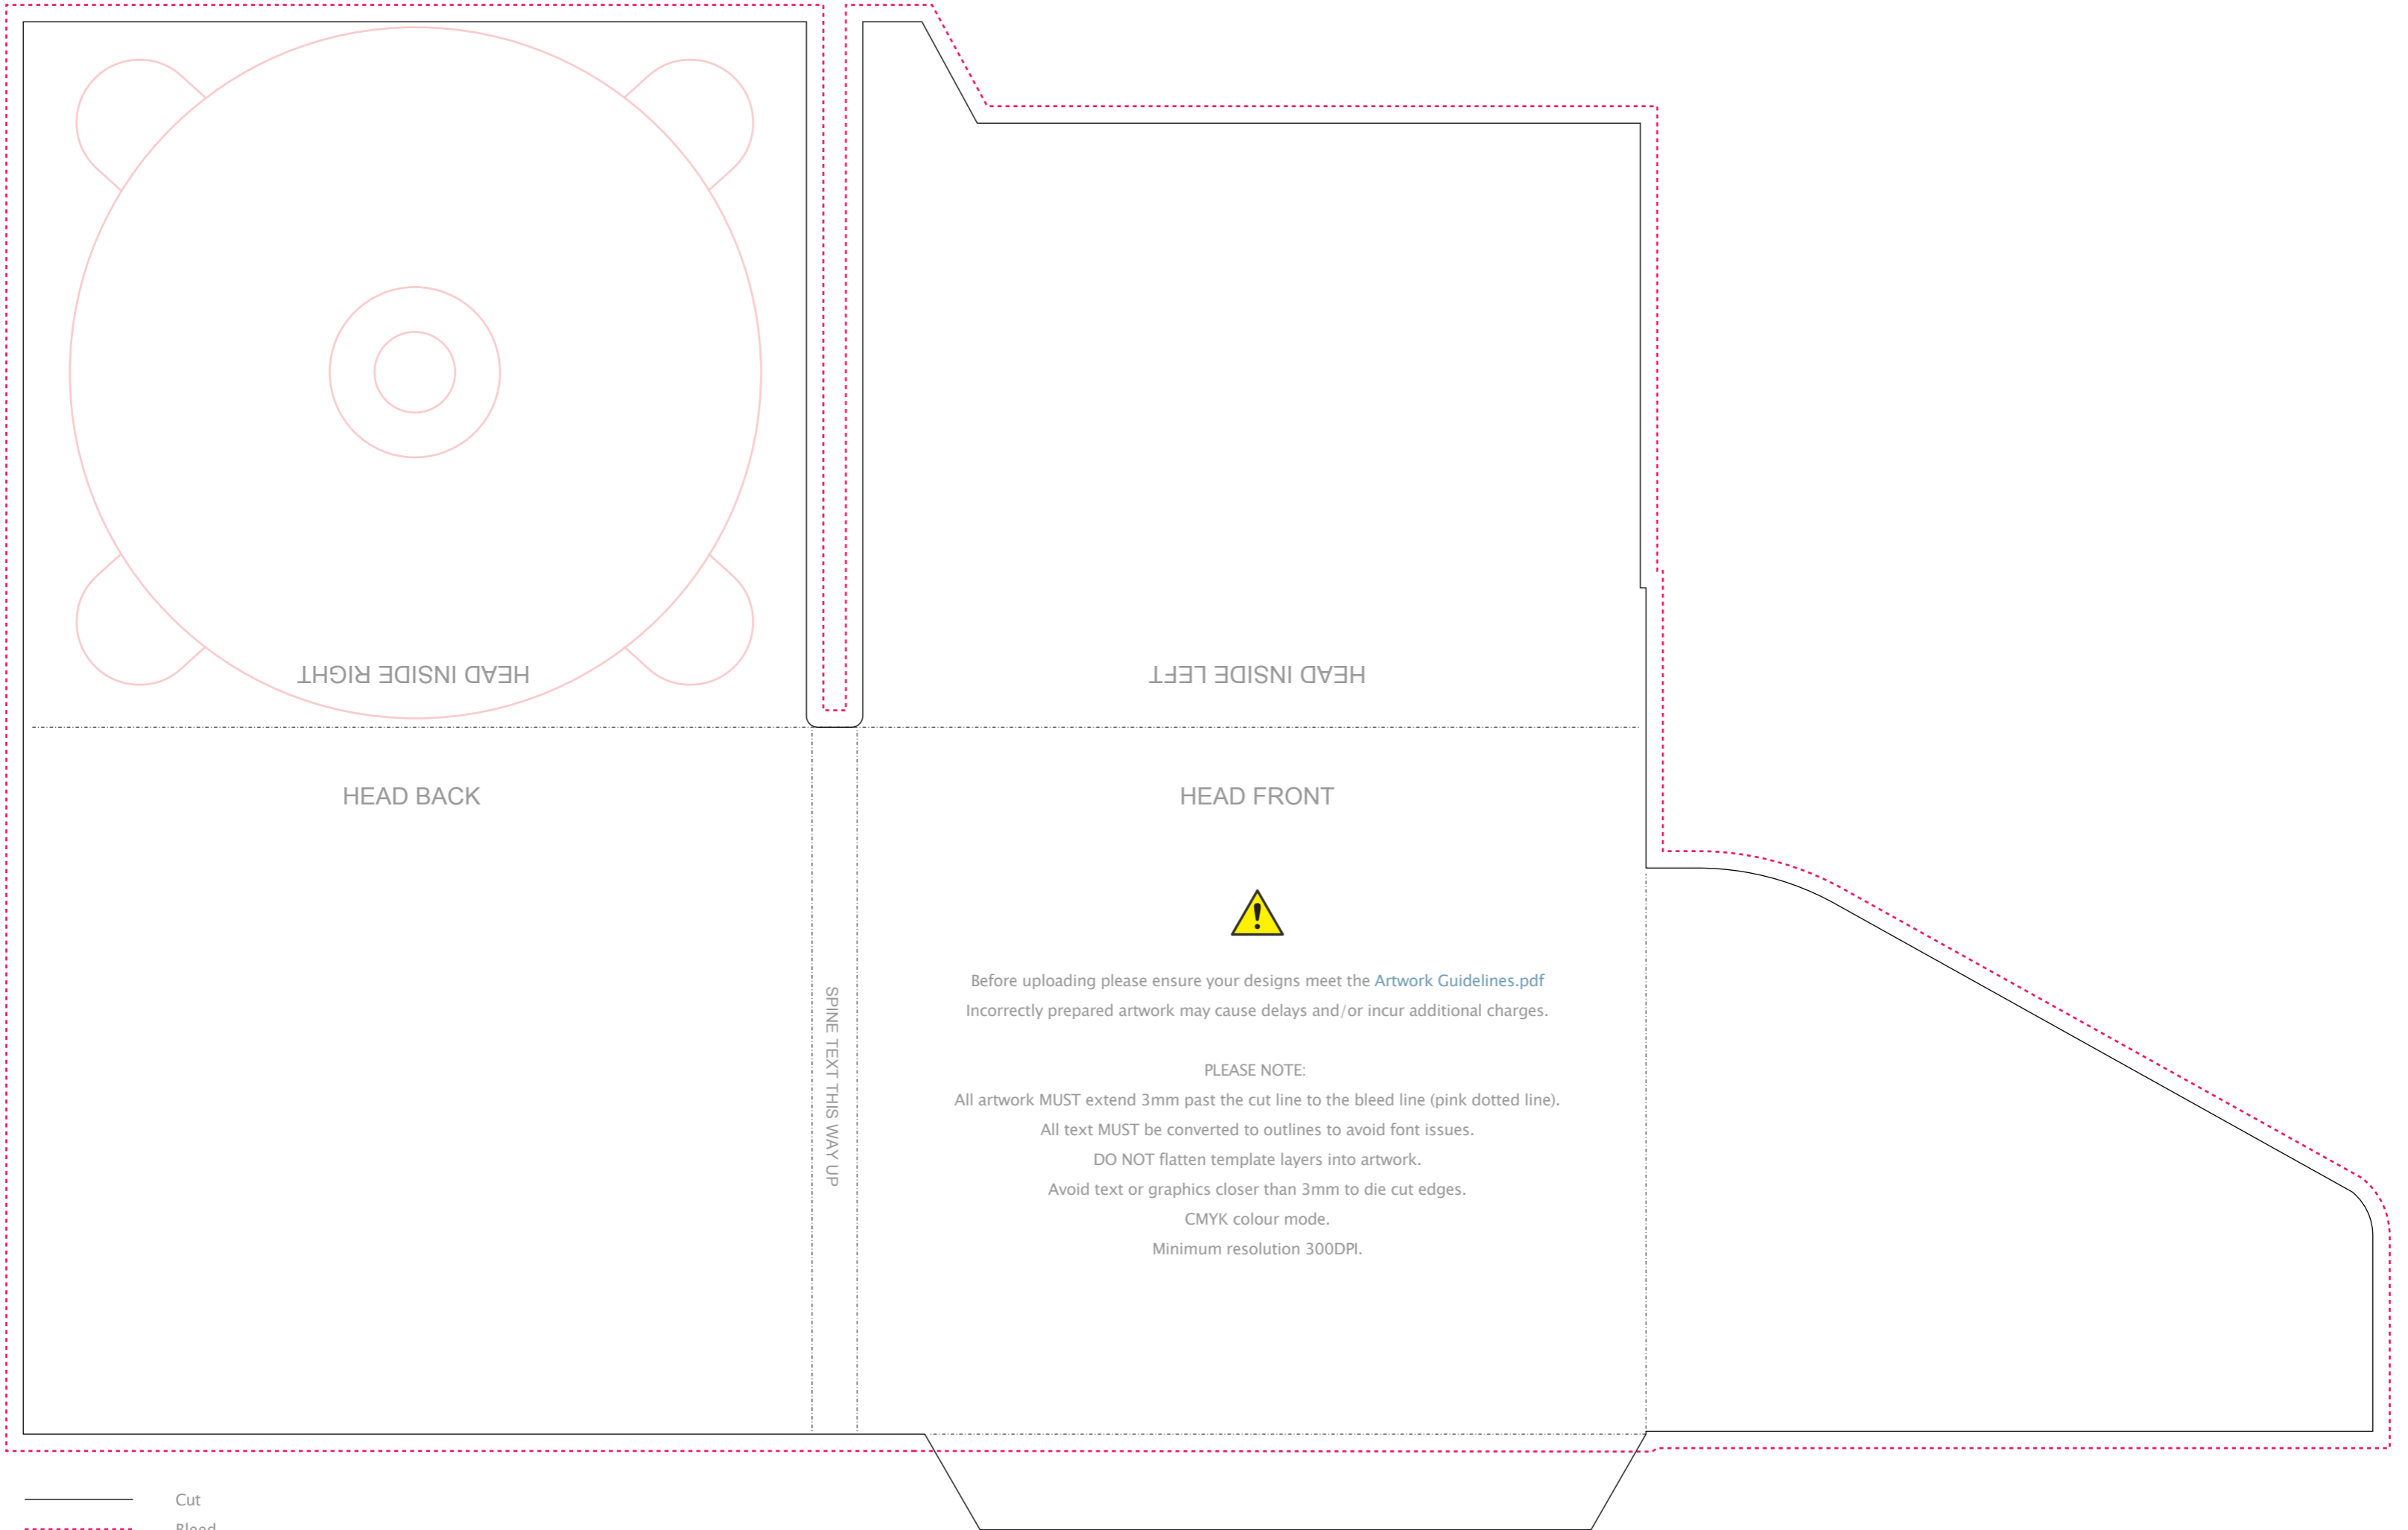 HEAD INSIDE RIGHT
HEAD INSIDE LEFT
HEAD BACK
HEAD FRONT
SPINE TEXT THIS WAY UP
Before uploading please ensure your designs meet the Artwork Guidelines.pdf
Incorrectly prepared artwork may cause delays and/or incur additional charges.
PLEASE NOTE:
All artwork MUST extend 3mm past the cut line to the bleed line (pink dotted line).
All text MUST be converted to outlines to avoid font issues.
DO NOT flatten template layers into artwork.
Avoid text or graphics closer than 3mm to die cut edges.
CMYK colour mode.
Minimum resolution 300DPI.
Cut
Bleed